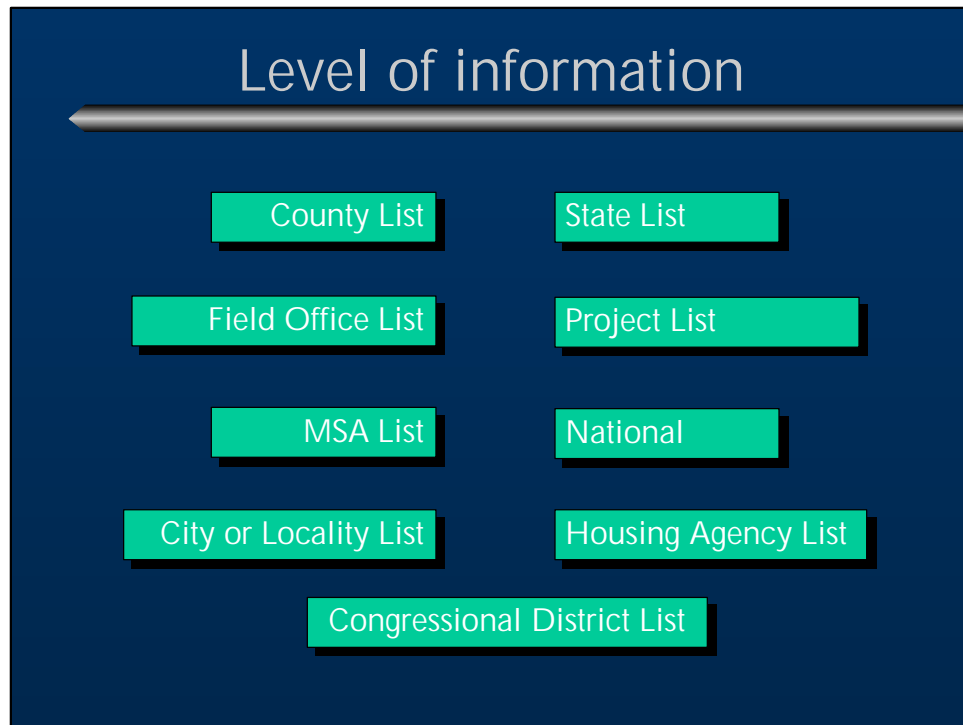 Level of information
County List
State List
Field Office List
Project List
MSA List
National
City or Locality List
Housing Agency List
Congressional District List